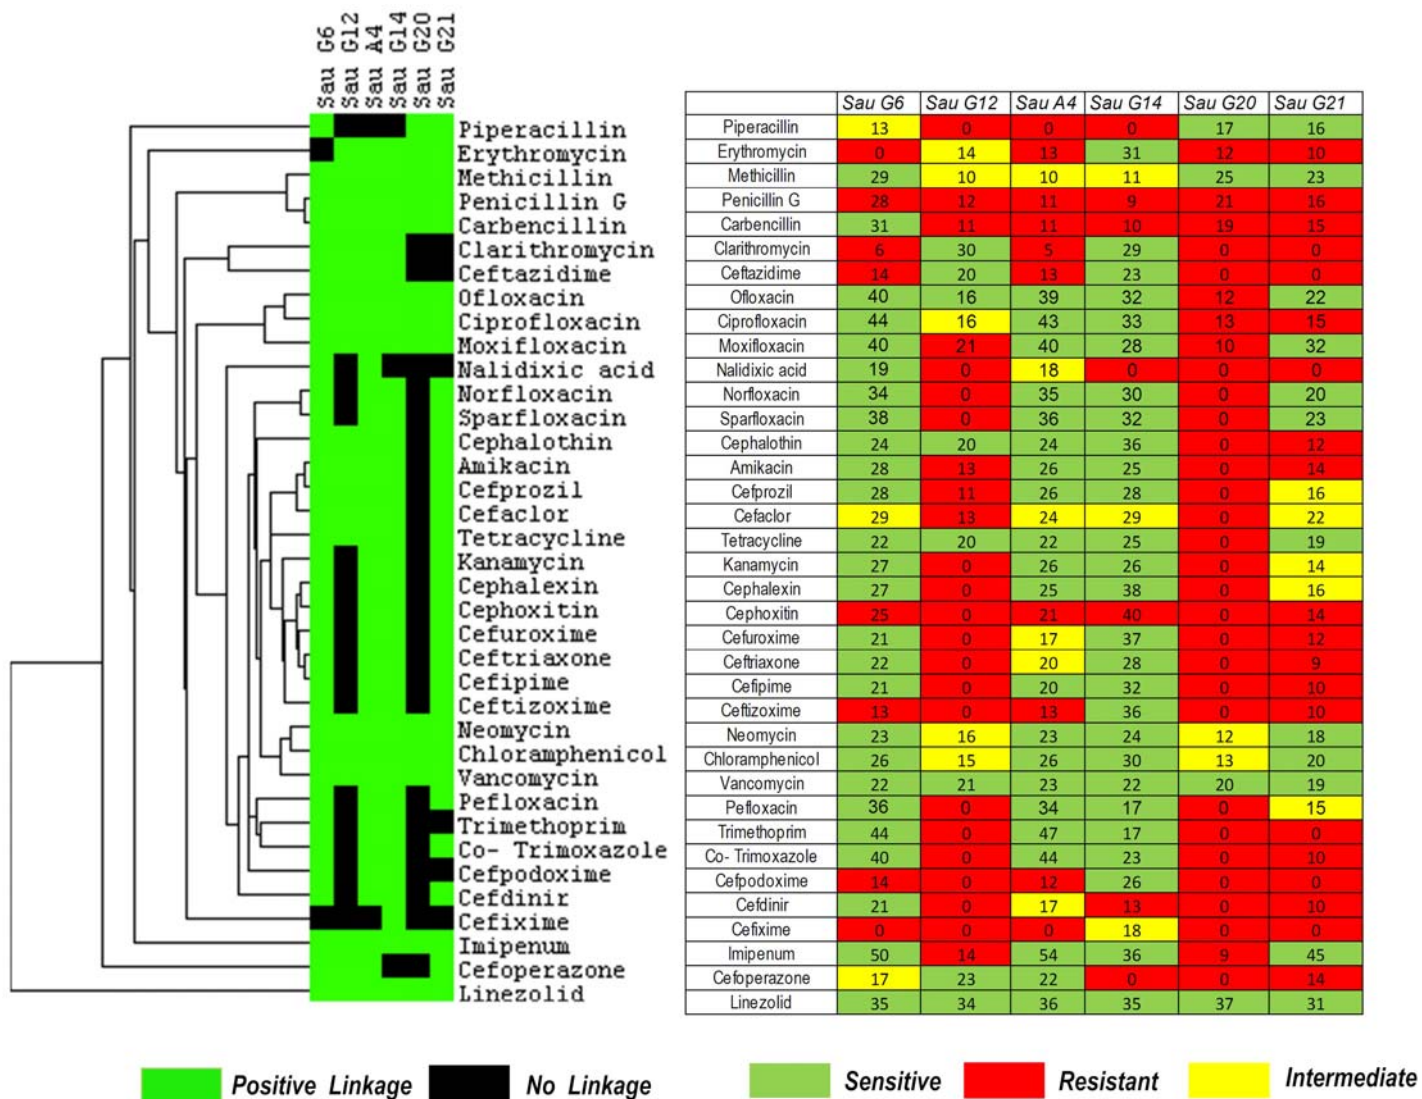 Sau G6
Sau G12
Sau A4
Sau G14
Sau G20
Sau G21
Piperacillin
Erythromycin
Methicillin
Penicillin G
Carbencillin
Clarithromycin
Ceftazidime
Ofloxacin
Ciprofloxacin
Moxifloxacin
Nalidixic acid
Norfloxacin
Sparfloxacin
Cephalothin
Amikacin
Cefprozil
Cefaclor
Tetracycline
Kanamycin
Cephalexin
Cephoxitin
Cefuroxime
Ceftriaxone
Cefipime
Ceftizoxime
Neomycin
Chloramphenicol
Vancomycin
Pefloxacin
Trimethoprim
Co- Trimoxazole
Cefpodoxime
Cefdinir
Cefixime
Imipenum
Cefoperazone
Linezolid
Positive Linkage No Linkage
Sau G6 Sau G12 Sau A4 Sau G14 Sau G20 Sau G21
Piperacillin 13 0 0 0 17 16
Erythromycin 0 14 13 31 12 10
Methicillin 29 10 10 11 25 23
Penicillin G 28 12 11 9 21 16
Carbencillin 31 11 11 10 19 15
Clarithromycin 6 30 5 29 0 0
Ceftazidime 14 20 13 23 0 0
Ofloxacin 40 16 39 32 12 22
Ciprofloxacin 44 16 43 33 13 15
Moxifloxacin 40 21 40 28 10 32
Nalidixic acid 19 0 18 0 0 0
Norfloxacin 34 0 35 30 0 20
Sparfloxacin 38 0 36 32 0 23
Cephalothin 24 20 24 36 0 12
Amikacin 28 13 26 25 0 14
Cefprozil 28 11 26 28 0 16
Cefaclor 29 13 24 29 0 22
Tetracycline 22 20 22 25 0 19
Kanamycin 27 0 26 26 0 14
Cephalexin 27 0 25 38 0 16
Cephoxitin 25 0 21 40 0 14
Cefuroxime 21 0 17 37 0 12
Ceftriaxone 22 0 20 28 0 9
Cefipime 21 0 20 32 0 10
Ceftizoxime 13 0 13 36 0 10
Neomycin 23 16 23 24 12 18
Chloramphenicol 26 15 26 30 13 20
Vancomycin 22 21 23 22 20 19
Pefloxacin 36 0 34 17 0 15
Trimethoprim 44 0 47 17 0 0
Co- Trimoxazole 40 0 44 23 0 10
Cefpodoxime 14 0 12 26 0 0
Cefdinir 21 0 17 13 0 10
Cefixime 0 0 0 18 0 0
Imipenum 50 14 54 36 9 45
Cefoperazone 17 23 22 0 0 14
Linezolid 35 34 36 35 37 31
Sensitive Resistant Intermediate